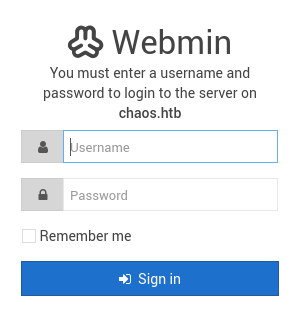 Webmin
You must enter a username and
password to login to the server on
chaos.htb
Username
Password
Remember me
Sign in